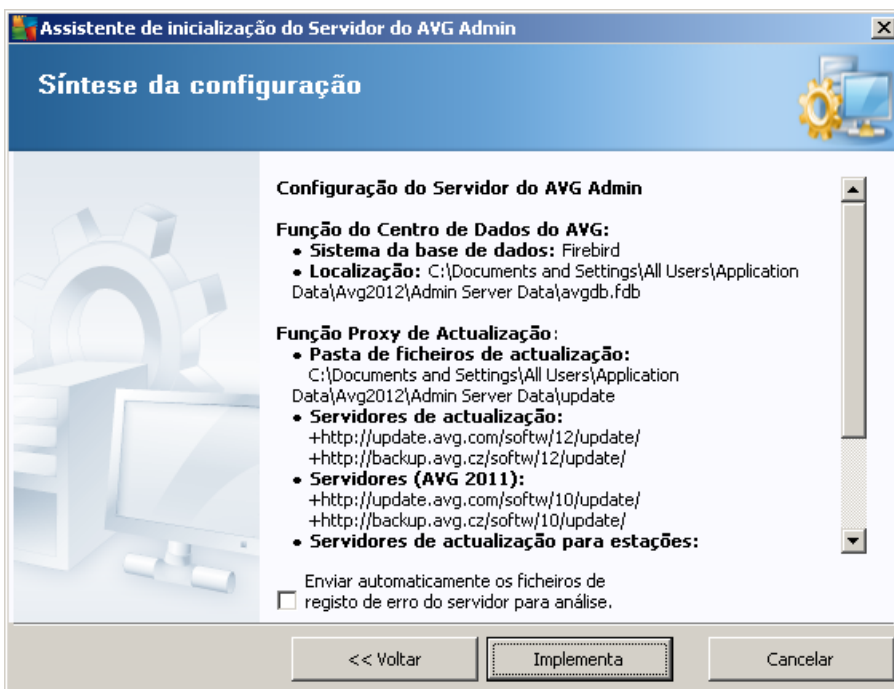 Assistente de inicialização do Servidor do AVG Admin
Síntese da configuração
Configuração do Servidor do AVG Admin
Função do Centro de Dados do AVG:
• Sistema da base de dados: Firebird
• Localização: C:\Documents and Settings\All Users\Application
Data\Avg2012\Admin Server Data\avgdb.fdb
Função Proxy de Actualização:
• Pasta de ficheiros de actualização:
C:\Documents and Settings\All Users\Application
Data\Avg2012\Admin Server Data\update
• Servidores de actualização:
+http://update.avg.com/softw/12/update/
+http://backup.avg.cz/softw/12/update/
• Servidores (AVG 2011):
+http://update.avg.com/softw/10/update/
+http://backup.avg.cz/softw/10/update/
• Servidores de actualização para estações:
Enviar automaticamente os ficheiros de
registo de erro do servidor para análise.
<< Voltar
Implementa
Cancelar